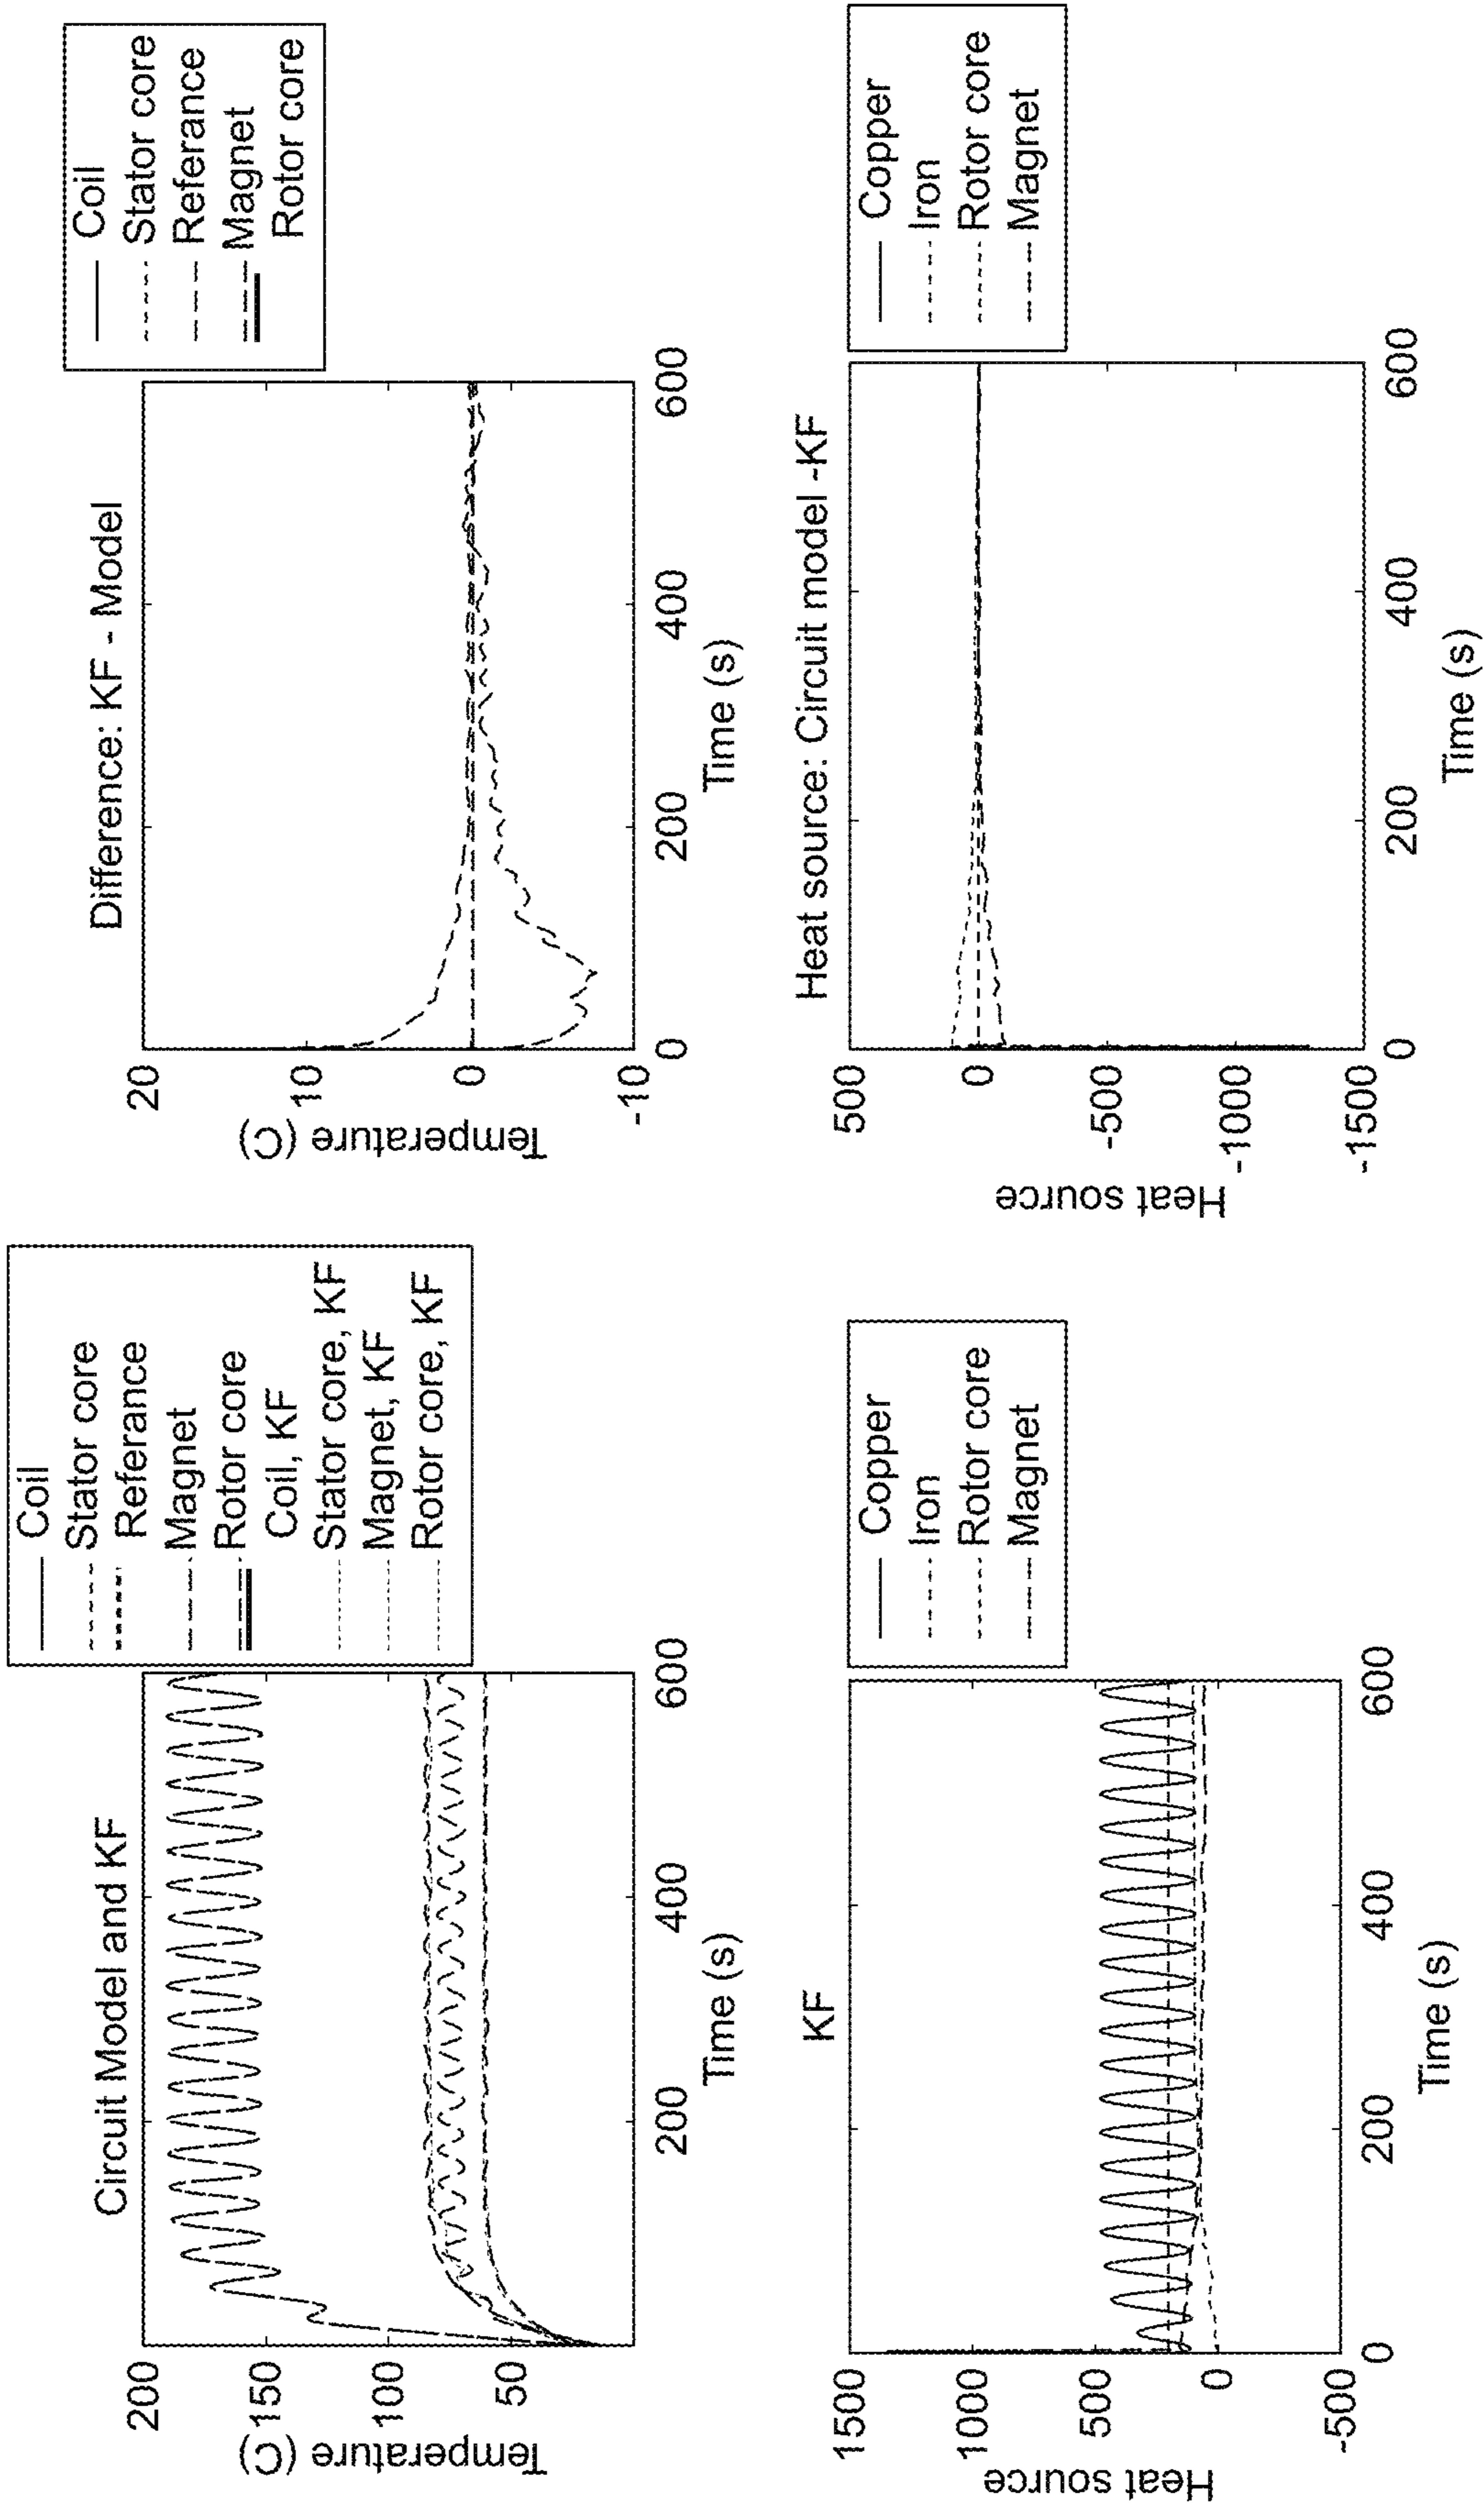 Circuit Model and KF
Temperature (C)
200
150
100
50
200
400
600
Time (s)
Coil
Stator core
Referance
Magnet
Rotor core
Coil, KF
Stator core, KF
Magnet, KF
Rotor core, KF
Difference: KF - Model
Temperature (C)
20
10
0
-10
0
200
400
600
Time (s)
Coil
Stator core
Referance
Magnet
Rotor core
KF
Heat source
1500
1000
500
0
-500
0
200
400
600
Time (s)
Copper
Iron
Rotor core
Magnet
Heat source: Circuit model -KF
Heat source
500
0
-500
-1000
-1500
0
200
400
600
Time (s)
Copper
Iron
Rotor core
Magnet